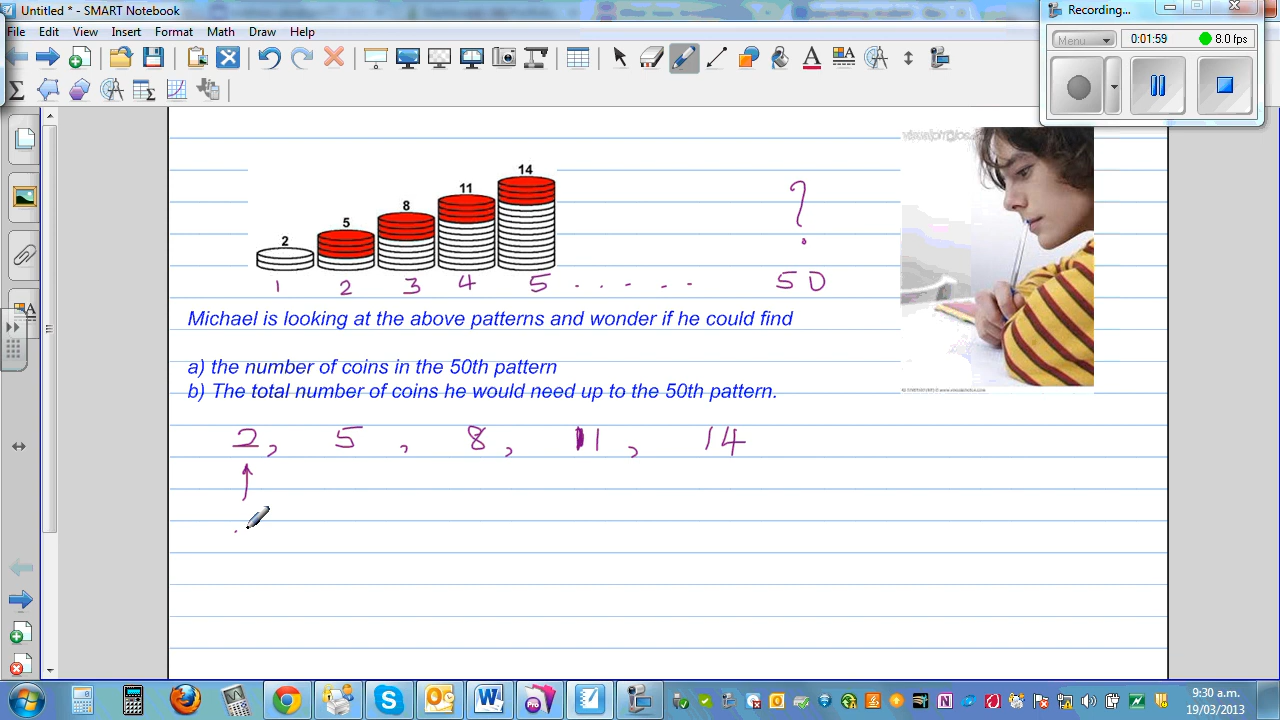 Untitled * - SMART Notebook
Recording...
File Edit View Insert Format Math Draw Help
Menu
0:01:59
8.0 fps
2
5
8
11
14
?
1 2 3 4 5 . . . . . 50
Michael is looking at the above patterns and wonder if he could find
a) the number of coins in the 50th pattern
b) The total number of coins he would need up to the 50th pattern.
2, 5, 8, 11, 14
9:30 a.m.
19/03/2013